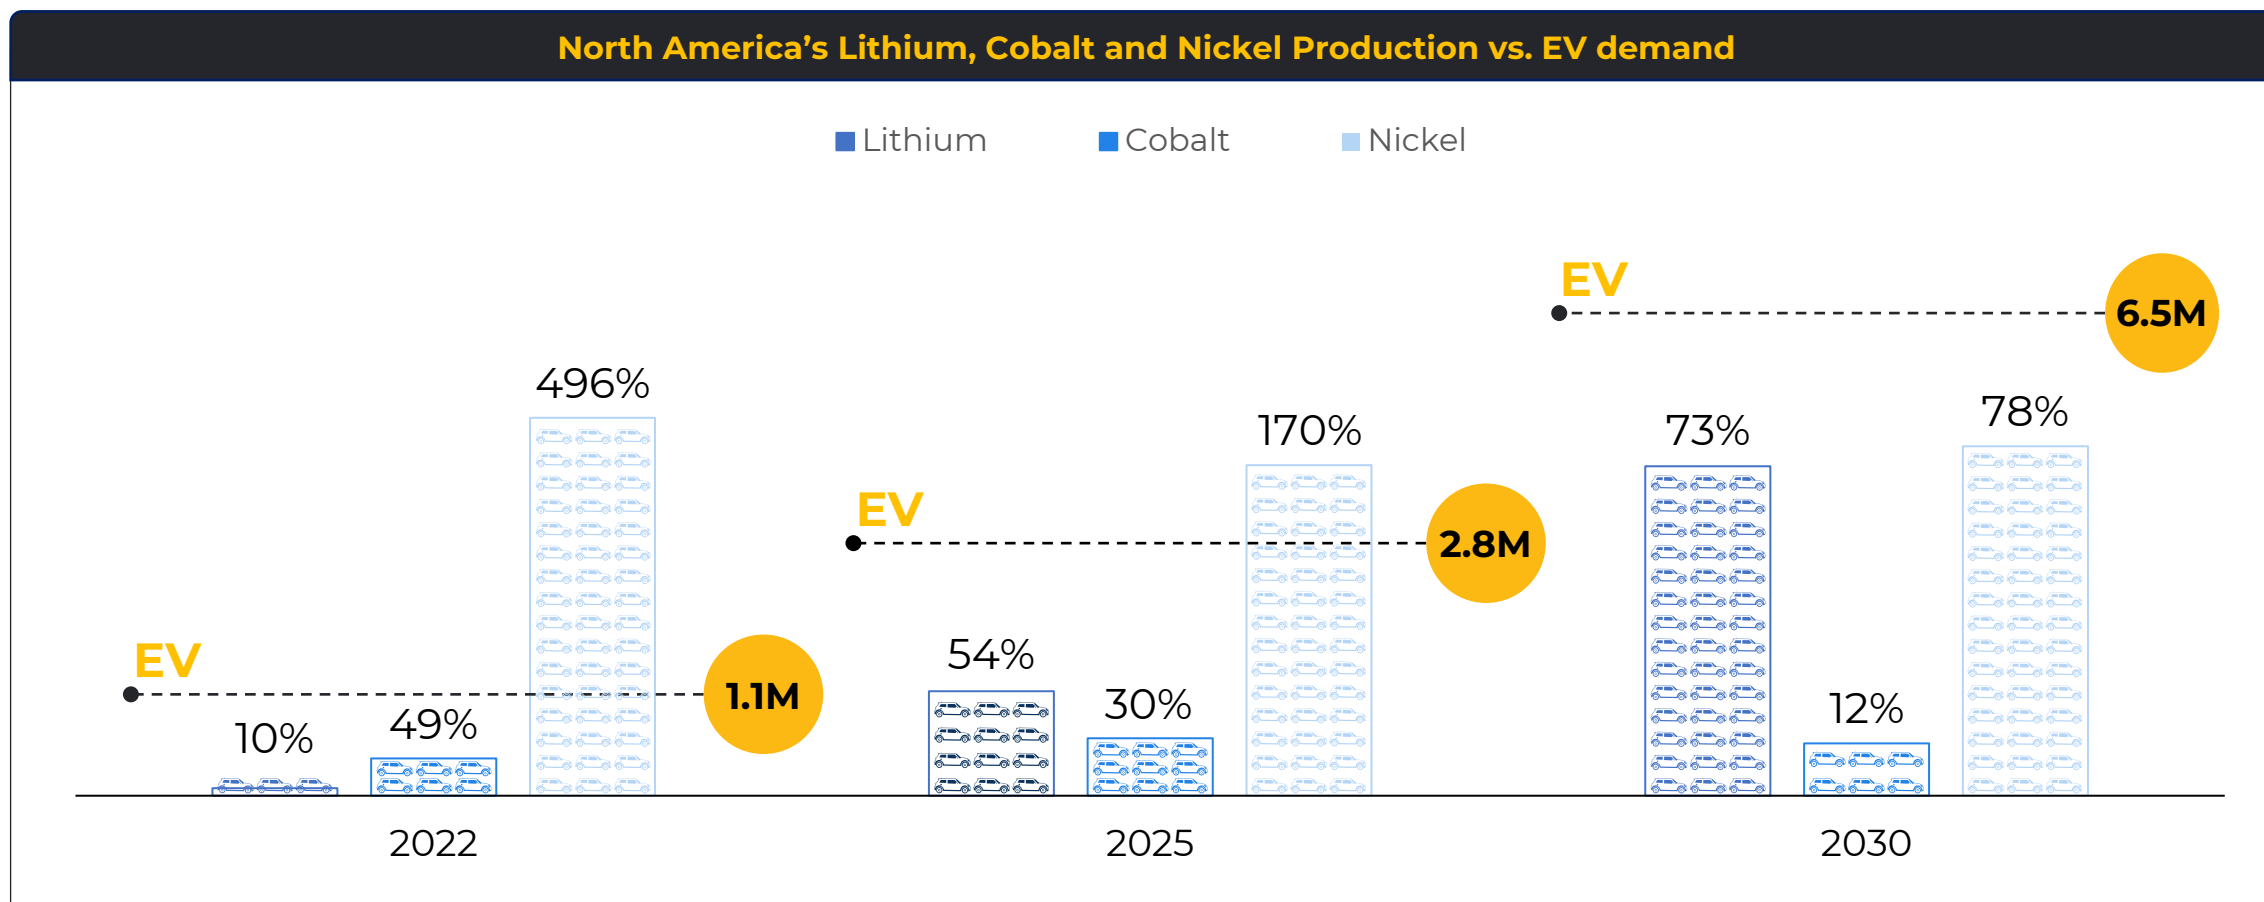 North America’s Lithium, Cobalt and Nickel Production vs. EV demand
Lithium
Cobalt
Nickel
EV
10%
49%
496%
1.1M
EV
54%
30%
170%
2.8M
EV
73%
12%
78%
6.5M
2022
2025
2030